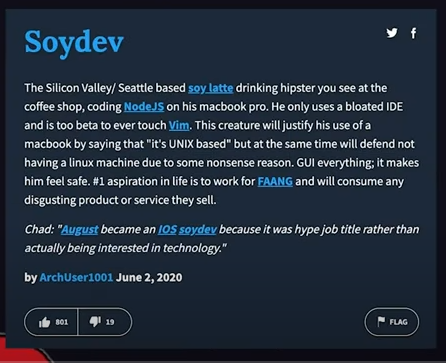 Soydev
The Silicon Valley/ Seattle based soy latte drinking hipster you see at the
coffee shop, coding NodeJS on his macbook pro. He only uses a bloated IDE
and is too beta to ever touch Vim. This creature will justify his use of a
macbook by saying that "it's UNIX based" but at the same time will defend not
having a linux machine due to some nonsense reason. GUI everything; it makes
him feel safe. #1 aspiration in life is to work for FAANG and will consume any
disgusting product or service they sell.
Chad: "August became an IOS soydev because it was hype job title rather than
actually being interested in technology."
by ArchUser1001 June 2, 2020
801 19 FLAG